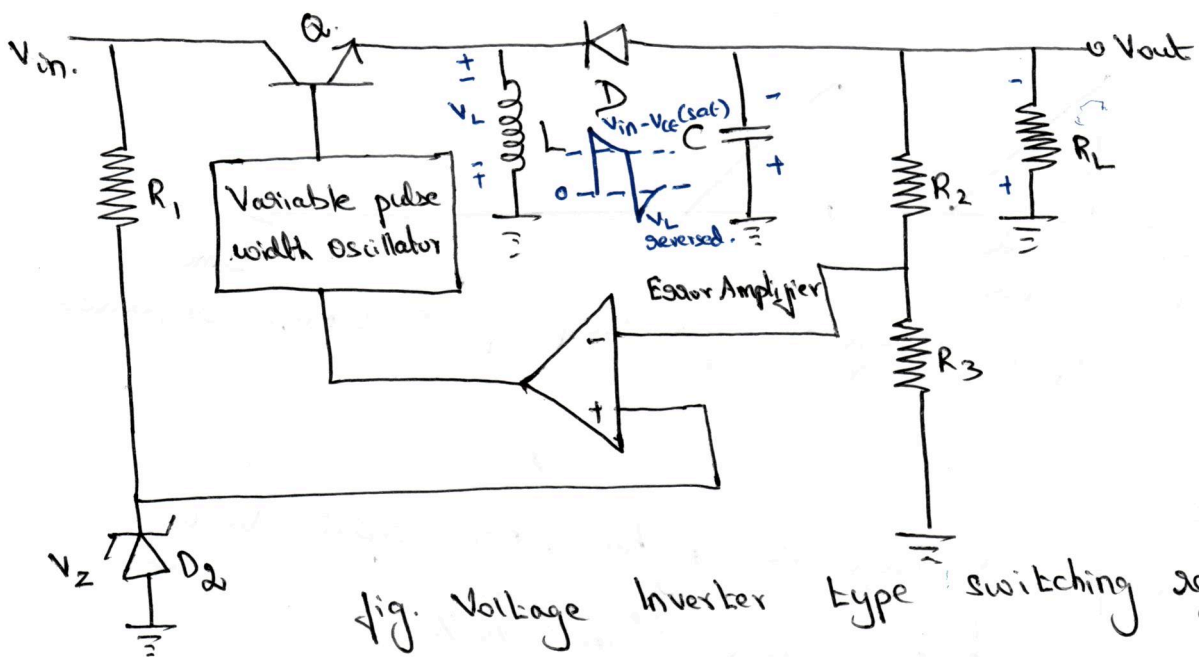 Q.
Vin.
Vout
+
-
VL
-
+
L
D
Vin-VCE(sat)
0
VL
reversed.
C
-
+
R2
-
RL
+
R1
Variable pulse
width oscillator
Error Amplifier
-
+
R3
VZ
D2
fig. Voltage Inverter type switching